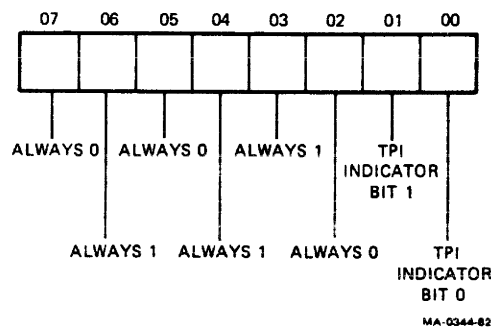 07 06 05 04 03 02 01 00
ALWAYS 0 ALWAYS 0 ALWAYS 1 TPI
INDICATOR
BIT 1
ALWAYS 1 ALWAYS 1 ALWAYS 0 TPI
INDICATOR
BIT 0
MA-0344-82